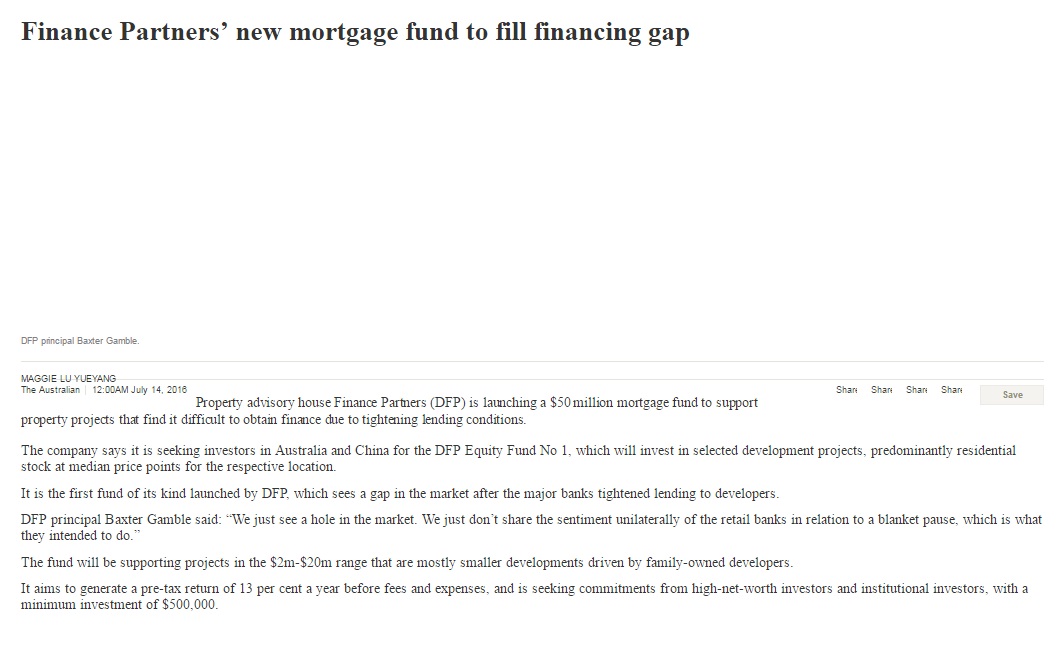 Finance Partners’ new mortgage fund to fill financing gap
DFP principal Baxter Gamble.
MAGGIE LU YUEYANG
The Australian | 12:00AM July 14, 2016
Share Share Share Share
Save
Property advisory house Finance Partners (DFP) is launching a $50 million mortgage fund to support
property projects that find it difficult to obtain finance due to tightening lending conditions.
The company says it is seeking investors in Australia and China for the DFP Equity Fund No 1, which will invest in selected development projects, predominantly residential
stock at median price points for the respective location.
It is the first fund of its kind launched by DFP, which sees a gap in the market after the major banks tightened lending to developers.
DFP principal Baxter Gamble said: “We just see a hole in the market. We just don’t share the sentiment unilaterally of the retail banks in relation to a blanket pause, which is what
they intended to do.”
The fund will be supporting projects in the $2m-$20m range that are mostly smaller developments driven by family-owned developers.
It aims to generate a pre-tax return of 13 per cent a year before fees and expenses, and is seeking commitments from high-net-worth investors and institutional investors, with a
minimum investment of $500,000.